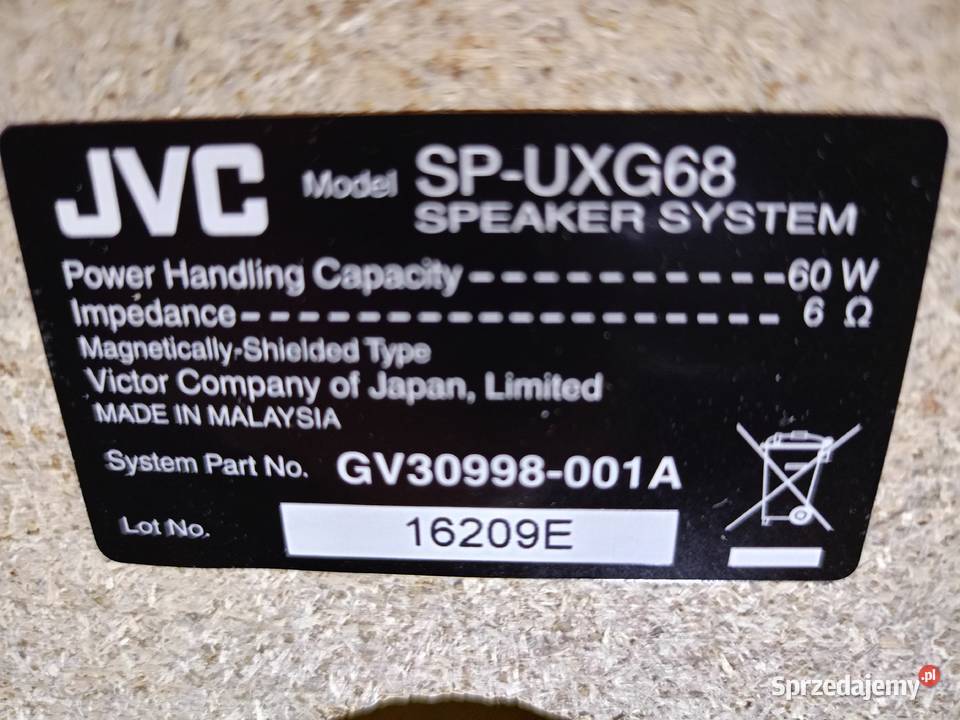 JVC Model SP-UXG68
SPEAKER SYSTEM
Power Handling Capacity ------------ 60 W
Impedance ------------------ 6 Ω
Magnetically-Shielded Type
Victor Company of Japan, Limited
MADE IN MALAYSIA
System Part No. GV30998-001A
Lot No. 16209E
Sprzedajemy.pl